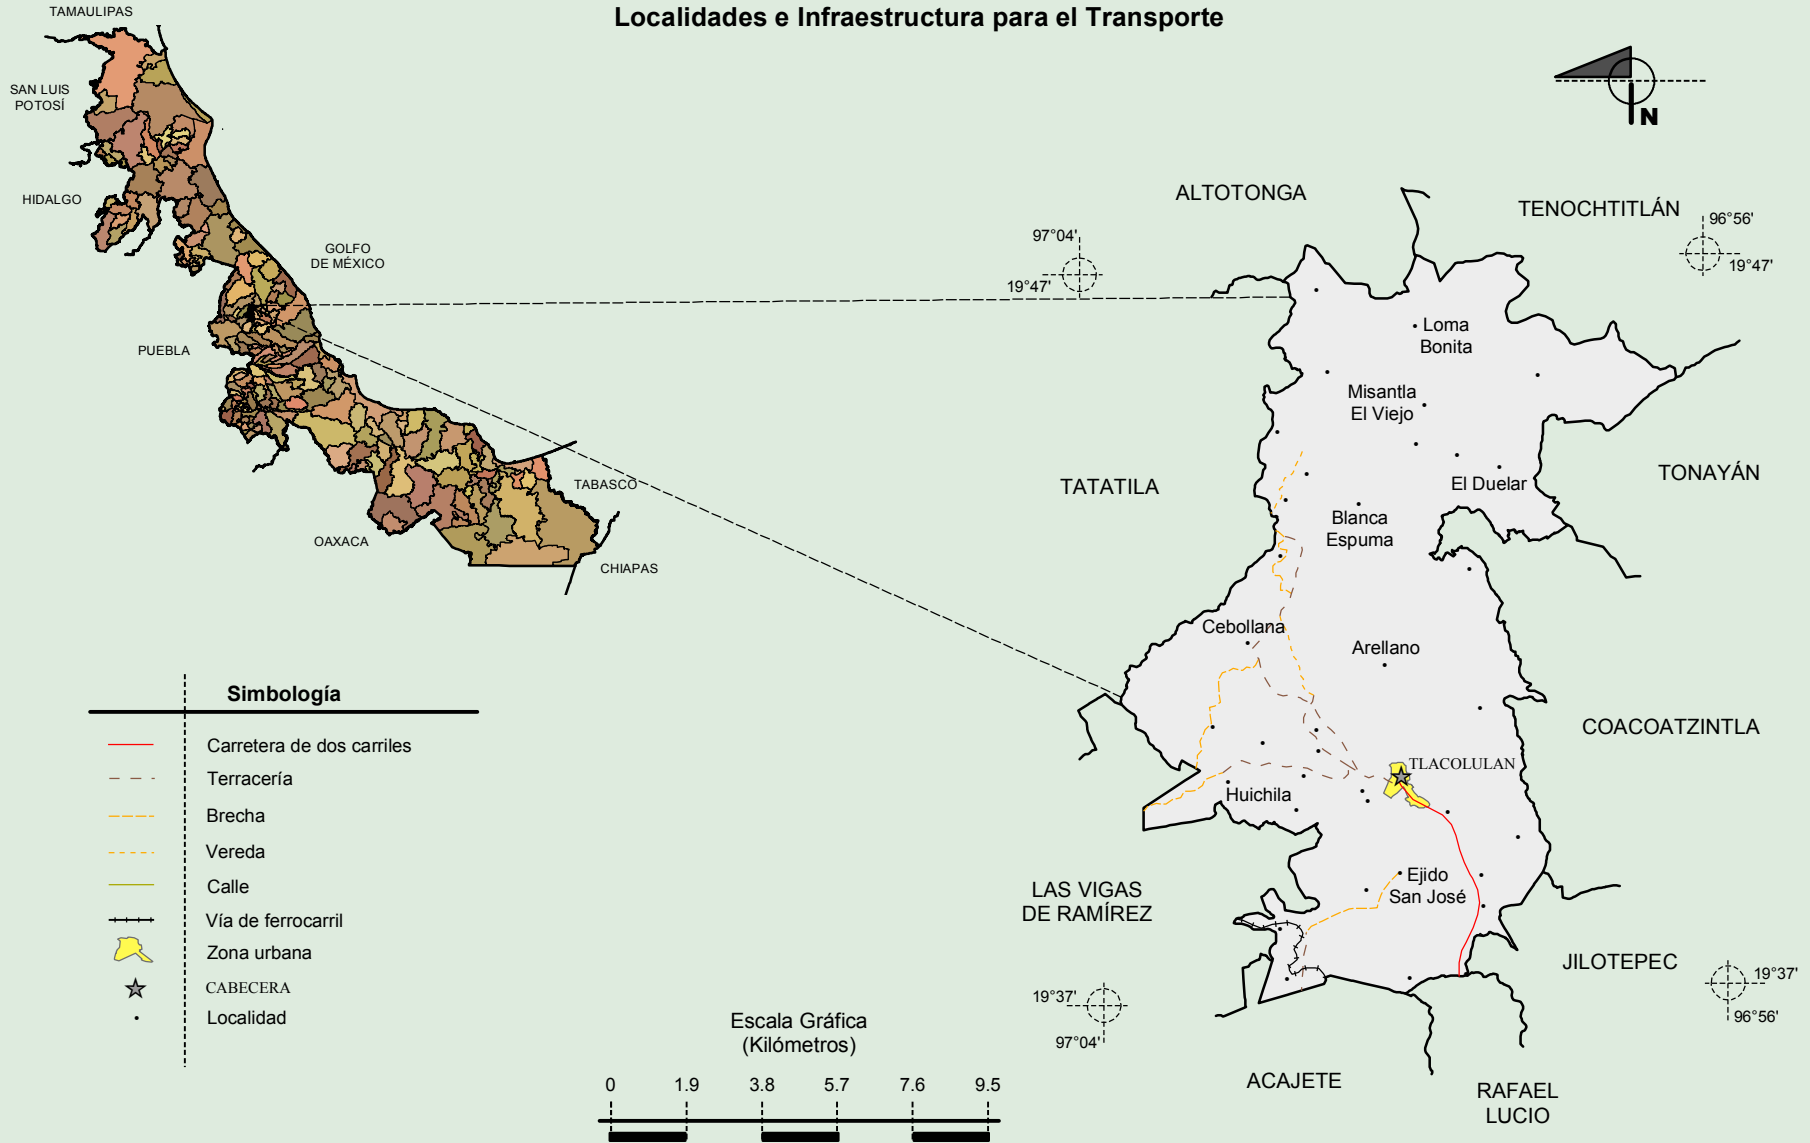 Localidades e Infraestructura para el Transporte
TAMAULIPAS
SAN LUIS
POTOSÍ
HIDALGO
GOLFO
DE MÉXICO
PUEBLA
TABASCO
OAXACA
CHIAPAS
N
ALTOTONGA
TENOCHTITLÁN
96°56'
19°47'
97°04'
19°47'
Loma
Bonita
Misantla
El Viejo
TATATILA
El Duelar
TONAYÁN
Blanca
Espuma
Cebollana
Arellano
COACOATZINTLA
TLACOLULAN
Huichila
LAS VIGAS
DE RAMÍREZ
Ejido
San José
JILOTEPEC
19°37'
96°56'
19°37'
97°04'
ACAJETE
RAFAEL
LUCIO
Simbología
Carretera de dos carriles
Terracería
Brecha
Vereda
Calle
Vía de ferrocarril
Zona urbana
CABECERA
Localidad
Escala Gráfica
(Kilómetros)
0 1.9 3.8 5.7 7.6 9.5